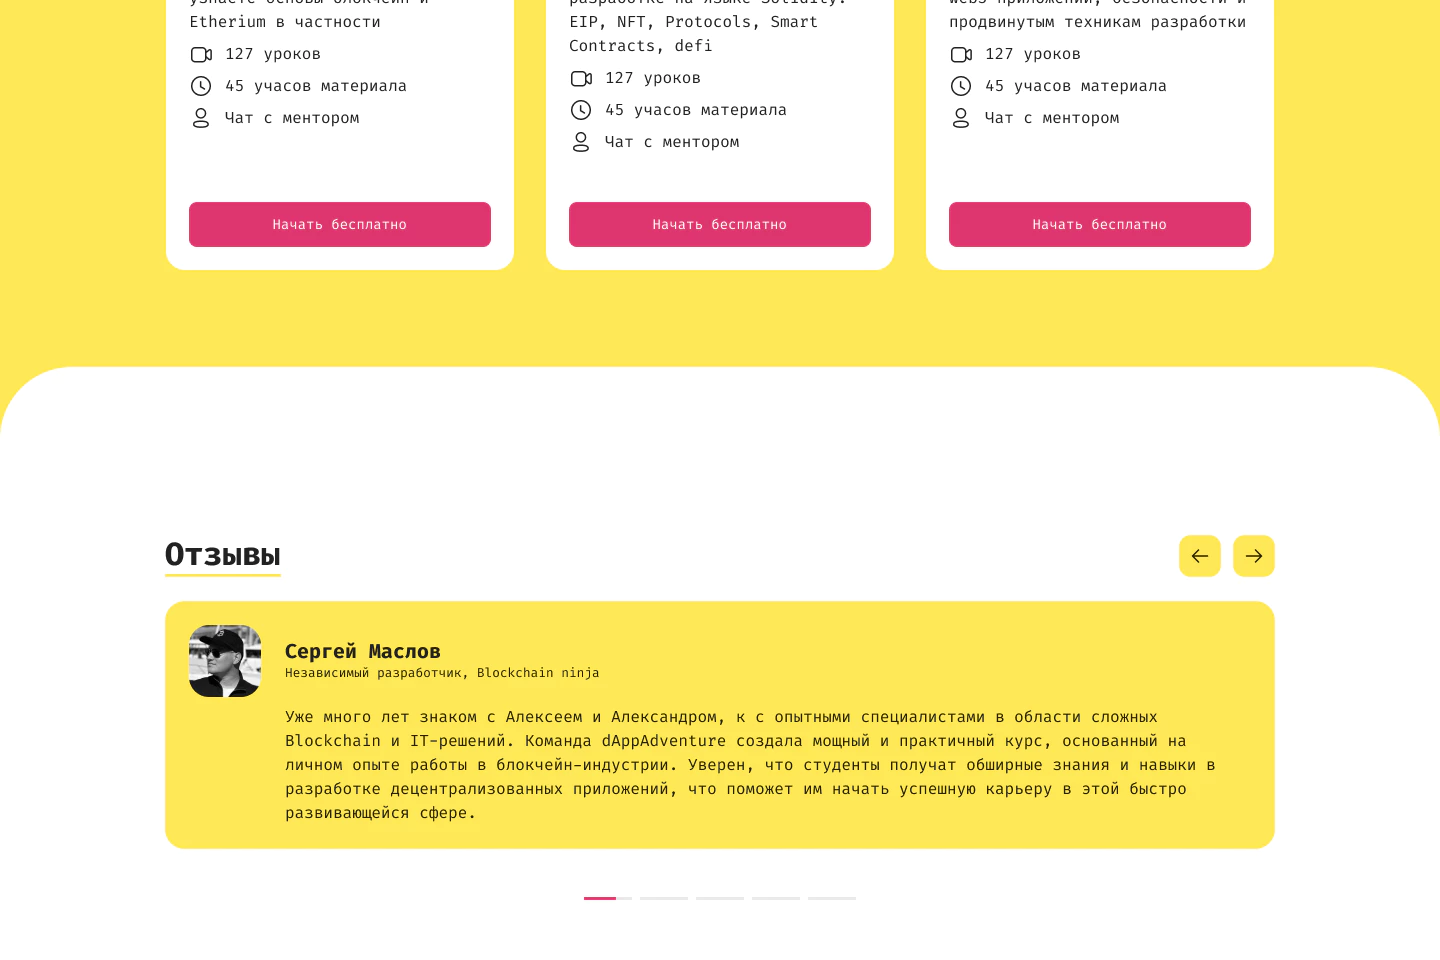 Etherium в частности
127 уроков
45 учасов материала
Чат с ментором
Начать бесплатно
разработке на языке Solidity.
EIP, NFT, Protocols, Smart
Contracts, defi
127 уроков
45 учасов материала
Чат с ментором
Начать бесплатно
продвинутым техникам разработки
127 уроков
45 учасов материала
Чат с ментором
Начать бесплатно
Отзывы
Сергей Маслов
Независимый разработчик, Blockchain ninja
Уже много лет знаком с Алексеем и Александром, к с опытными специалистами в области сложных
Blockchain и IT-решений. Команда dAppAdventure создала мощный и практичный курс, основанный на
личном опыте работы в блокчейн-индустрии. Уверен, что студенты получат обширные знания и навыки в
разработке децентрализованных приложений, что поможет им начать успешную карьеру в этой быстро
развивающейся сфере.